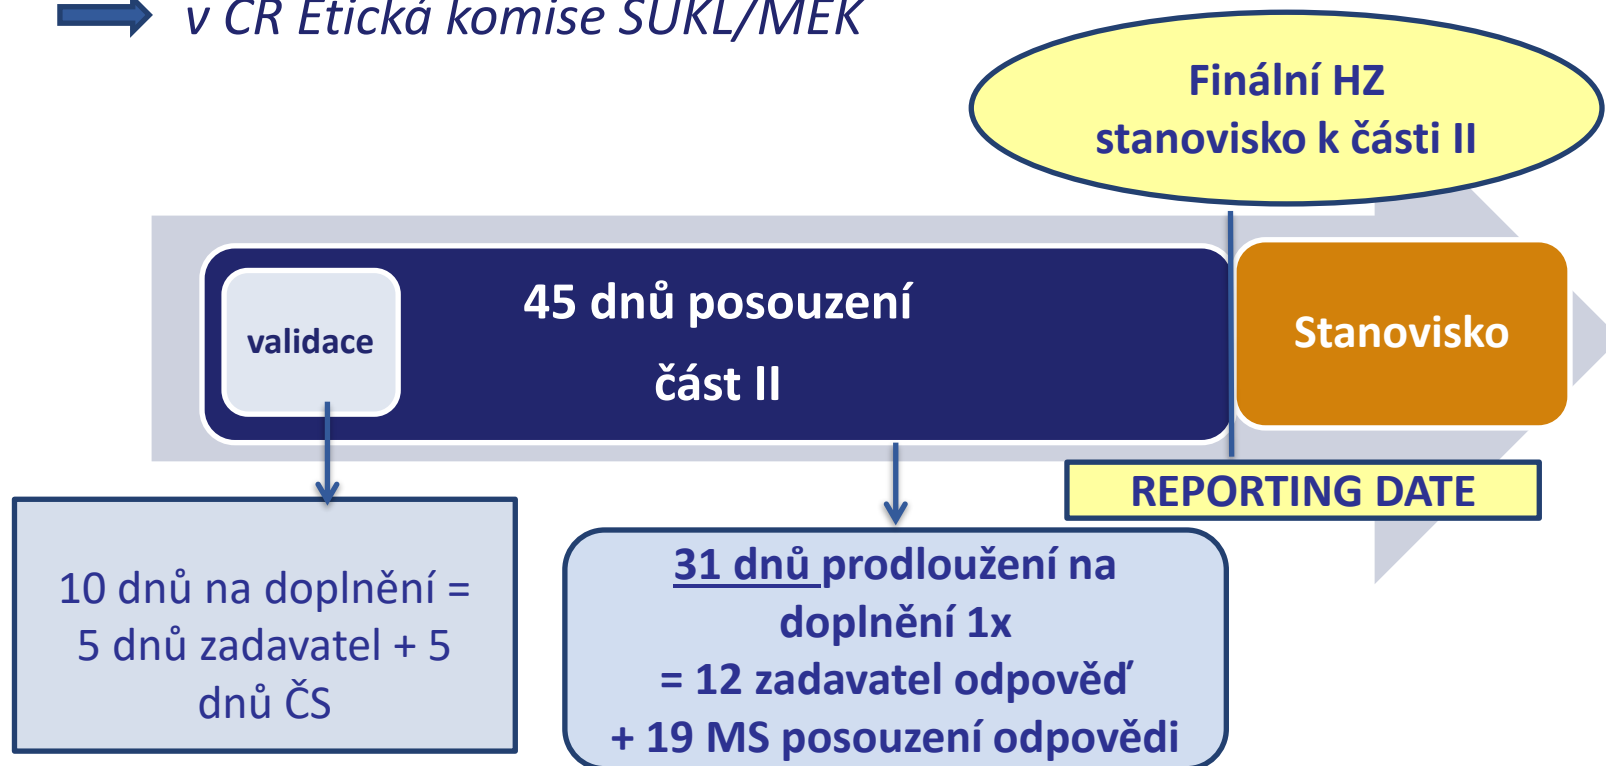 v ČR Etická komise SÚKL/MEK
Finální HZ
stanovisko k části II
45 dnů posouzení
část II
validace
Stanovisko
REPORTING DATE
10 dnů na doplnění =
5 dnů zadavatel + 5
dnů ČS
31 dnů prodloužení na
doplnění 1x
= 12 zadavatel odpověď
+ 19 MS posouzení odpovědi